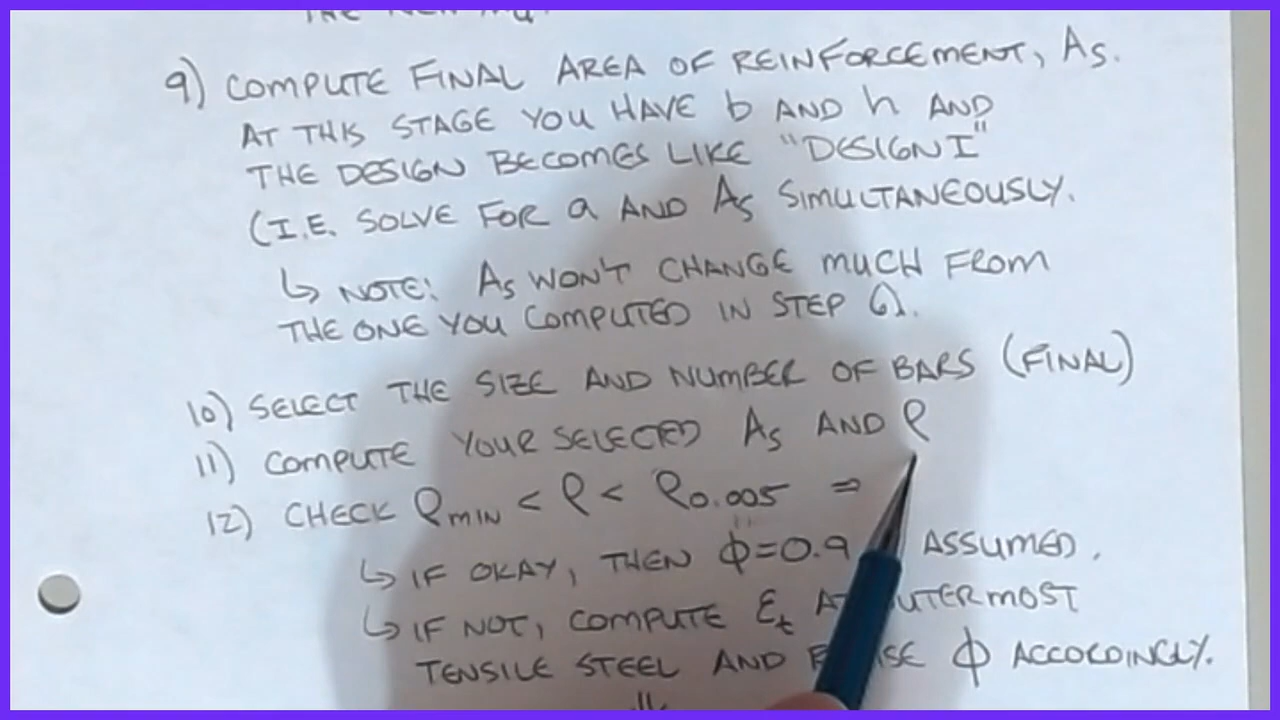 9) COMPUTE FINAL AREA OF REINFORCEMENT, As.
AT THIS STAGE YOU HAVE b AND h AND
THE DESIGN BECOMES LIKE "DESIGN I"
(I.E. SOLVE FOR a AND As SIMULTANEOUSLY.
↳ NOTE: As WON'T CHANGE MUCH FROM
THE ONE YOU COMPUTED IN STEP 6).
10) SELECT THE SIZE AND NUMBER OF BARS (FINAL)
11) COMPUTE YOUR SELECTED As AND ρ
12) CHECK ρMIN < ρ < ρ0.005 ⇒
↳ IF OKAY, THEN ϕ=0.9 ASSUMED.
↳ IF NOT, COMPUTE εt OUTERMOST
TENSILE STEEL AND ϕ ACCORDINGLY.